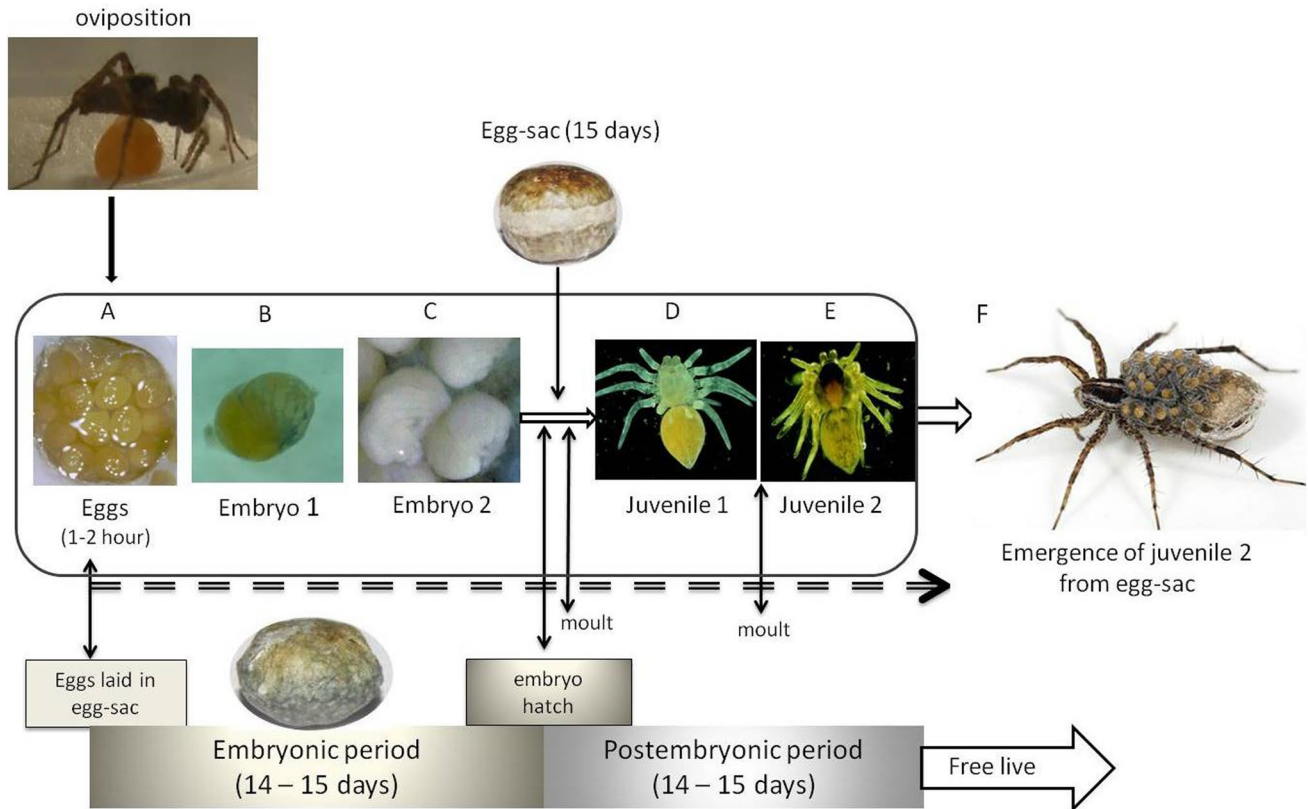 oviposition
Egg-sac (15 days)
A
B
C
D
E
F
Eggs
(1-2 hour)
Embryo 1
Embryo 2
Juvenile 1
Juvenile 2
Emergence of juvenile 2
from egg-sac
moult
moult
Eggs laid in
egg-sac
embryo
hatch
Embryonic period
(14 – 15 days)
Postembryonic period
(14 – 15 days)
Free live